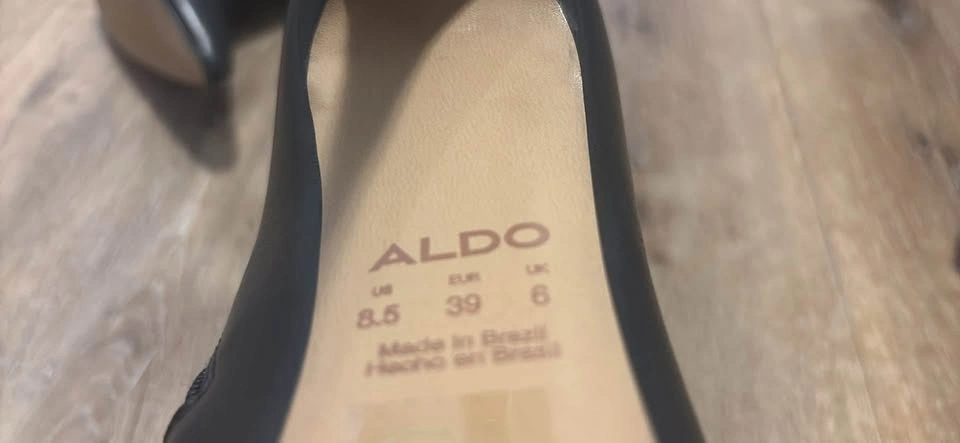 ALDO
US EUR UK
8.5 39 6
Made in Brazil
Hecho en Brasil